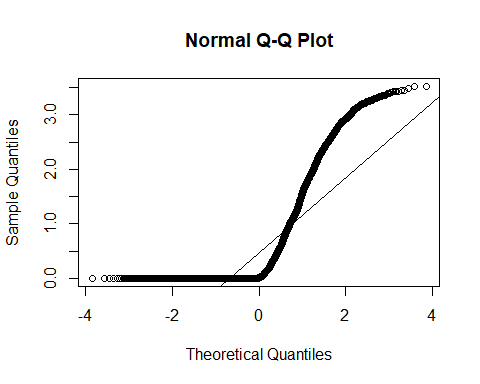 Normal Q-Q Plot
Sample Quantiles
3.0
2.0
1.0
0.0
-4 -2 0 2 4
Theoretical Quantiles